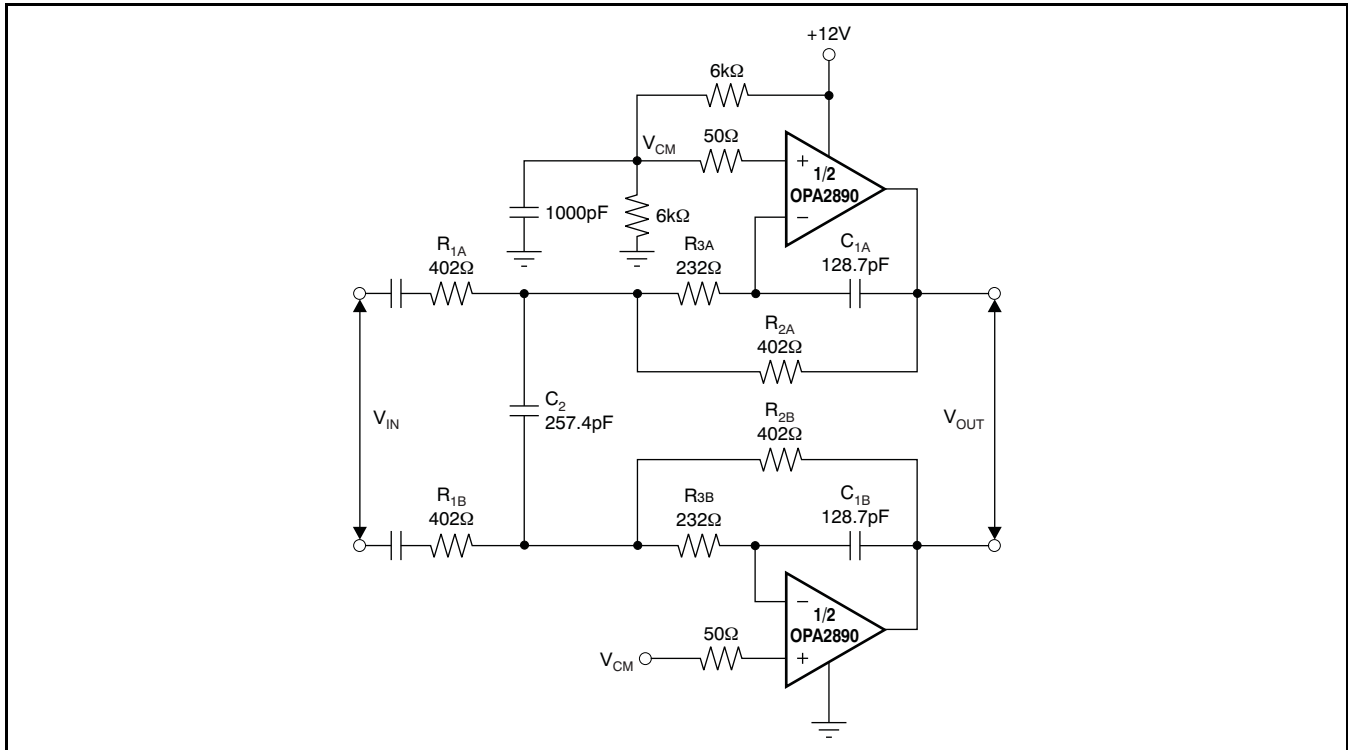 +12V
6kΩ
V_CM
50Ω
+
1/2
OPA2890
−
1000pF
6kΩ
R_1A
402Ω
R_3A
232Ω
C_1A
128.7pF
R_2A
402Ω
V_IN
C_2
257.4pF
V_OUT
R_2B
402Ω
R_1B
402Ω
R_3B
232Ω
C_1B
128.7pF
−
1/2
OPA2890
+
50Ω
V_CM